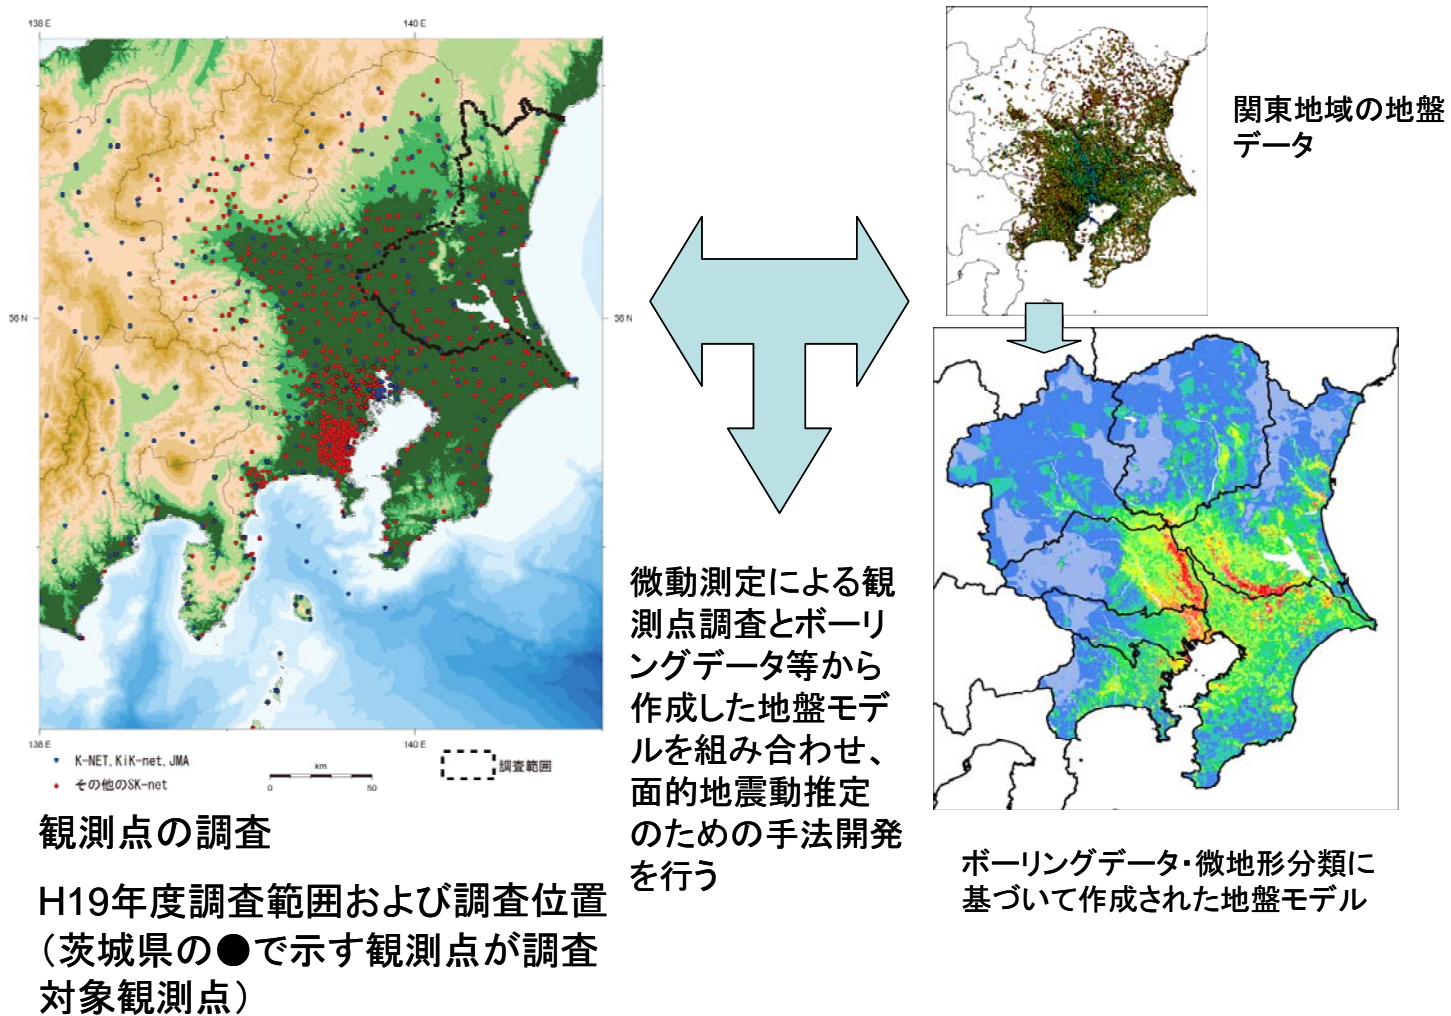 138 E
140 E
36 N
36 N
138 E
140 E
K-NET, KiK-net, JMA
その他のSK-net
km
0
50
調査範囲
観測点の調査
H19年度調査範囲および調査位置
（茨城県の●で示す観測点が調査
対象観測点）
微動測定による観
測点調査とボーリ
ングデータ等から
作成した地盤モデ
ルを組み合わせ、
面的地震動推定
のための手法開発
を行う
関東地域の地盤
データ
ボーリングデータ・微地形分類に
基づいて作成された地盤モデル